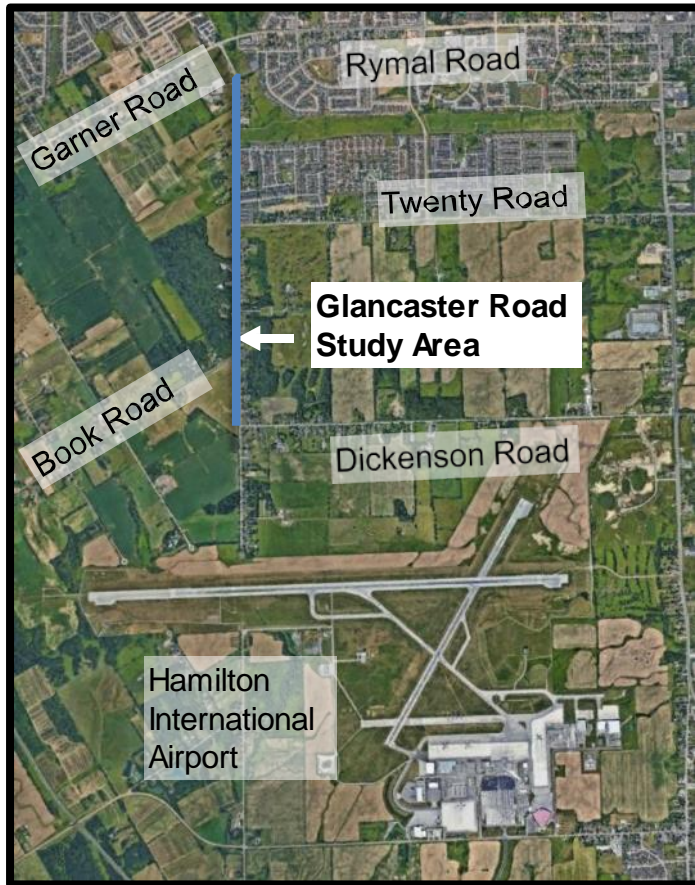 Rymal Road
Garner Road
Twenty Road
Glancaster Road
Study Area
Book Road
Dickenson Road
Hamilton
International
Airport